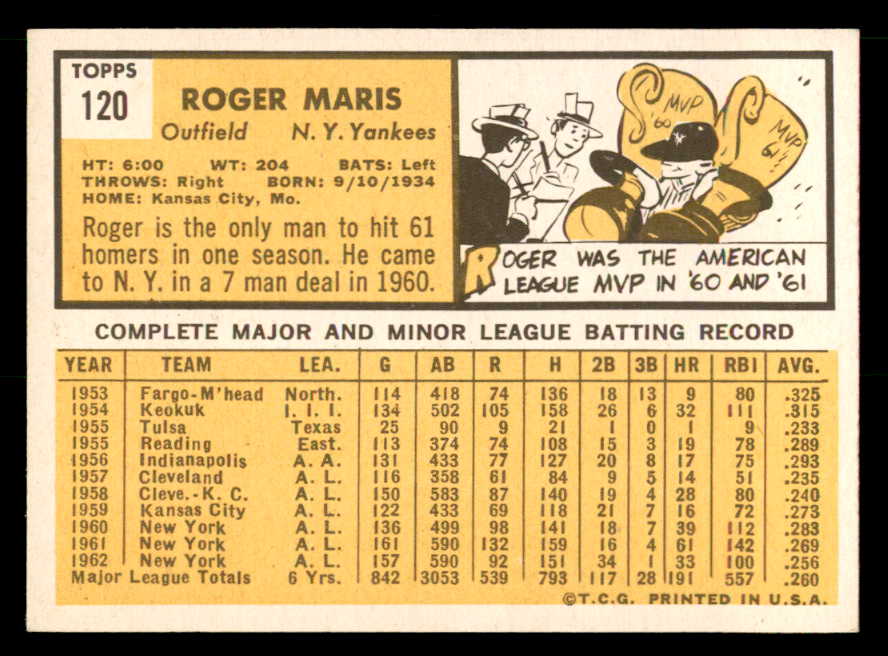 TOPPS
120
ROGER MARIS
Outfield N. Y. Yankees
HT: 6:00 WT: 204 BATS: Left
THROWS: Right BORN: 9/10/1934
HOME: Kansas City, Mo.
Roger is the only man to hit 61
homers in one season. He came
to N. Y. in a 7 man deal in 1960.
MVP
'60
MVP
61!
ROGER WAS THE AMERICAN
LEAGUE MVP IN '60 AND '61
COMPLETE MAJOR AND MINOR LEAGUE BATTING RECORD
YEAR TEAM LEA. G AB R H 2B 3B HR RBI AVG.
1953 Fargo-M'head North. 114 418 74 136 18 13 9 80 .325
1954 Keokuk I. I. I. 134 502 105 158 26 6 32 111 .315
1955 Tulsa Texas 25 90 9 21 1 0 1 9 .233
1955 Reading East. 113 374 74 108 15 3 19 78 .289
1956 Indianapolis A. A. 131 433 77 127 20 8 17 75 .293
1957 Cleveland A. L. 116 358 61 84 9 5 14 51 .235
1958 Cleve.-K. C. A. L. 150 583 87 140 19 4 28 80 .240
1959 Kansas City A. L. 122 433 69 118 21 7 16 72 .273
1960 New York A. L. 136 499 98 141 18 7 39 112 .283
1961 New York A. L. 161 590 132 159 16 4 61 142 .269
1962 New York A. L. 157 590 92 151 34 1 33 100 .256
Major League Totals 6 Yrs. 842 3053 539 793 117 28 191 557 .260
©T.C.G. PRINTED IN U.S.A.